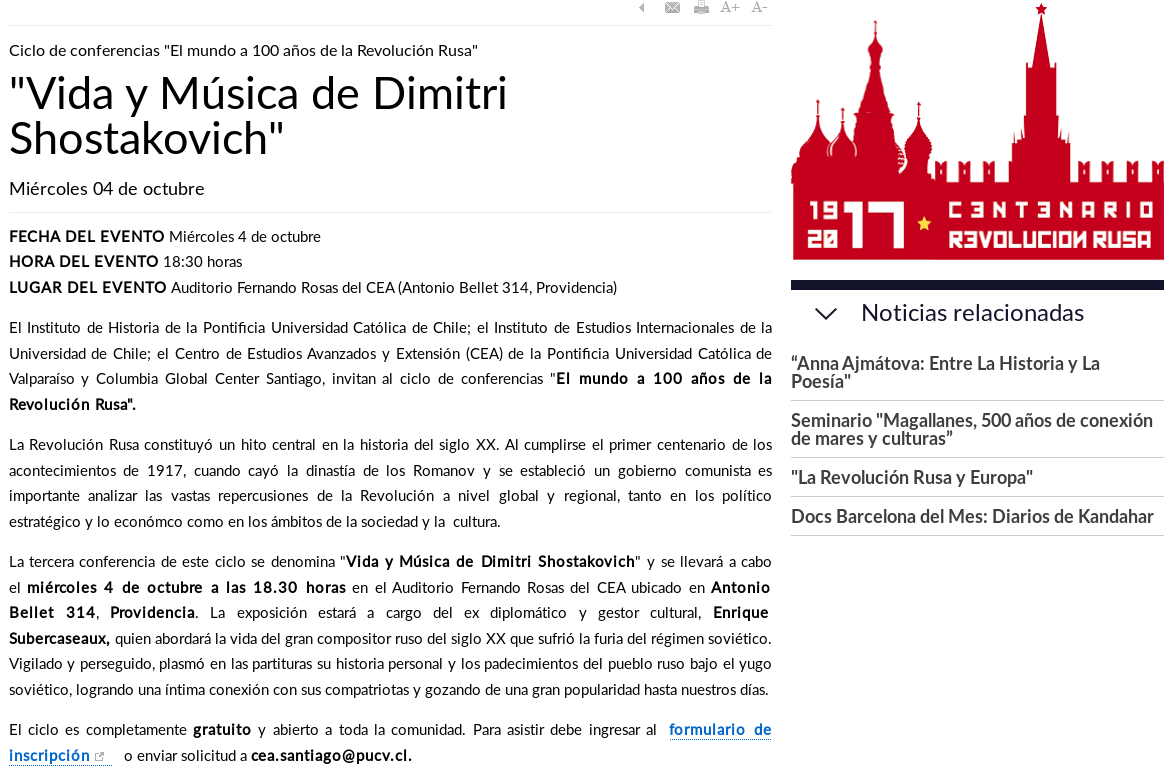 A+ A-
Ciclo de conferencias "El mundo a 100 años de la Revolución Rusa"
"Vida y Música de Dimitri
Shostakovich"
Miércoles 04 de octubre
FECHA DEL EVENTO Miércoles 4 de octubre
HORA DEL EVENTO 18:30 horas
LUGAR DEL EVENTO Auditorio Fernando Rosas del CEA (Antonio Bellet 314, Providencia)
El Instituto de Historia de la Pontificia Universidad Católica de Chile; el Instituto de Estudios Internacionales de la
Universidad de Chile; el Centro de Estudios Avanzados y Extensión (CEA) de la Pontificia Universidad Católica de
Valparaíso y Columbia Global Center Santiago, invitan al ciclo de conferencias "El mundo a 100 años de la
Revolución Rusa".
La Revolución Rusa constituyó un hito central en la historia del siglo XX. Al cumplirse el primer centenario de los
acontecimientos de 1917, cuando cayó la dinastía de los Romanov y se estableció un gobierno comunista es
importante analizar las vastas repercusiones de la Revolución a nivel global y regional, tanto en los político
estratégico y lo económco como en los ámbitos de la sociedad y la cultura.
La tercera conferencia de este ciclo se denomina "Vida y Música de Dimitri Shostakovich" y se llevará a cabo
el miércoles 4 de octubre a las 18.30 horas en el Auditorio Fernando Rosas del CEA ubicado en Antonio
Bellet 314, Providencia. La exposición estará a cargo del ex diplomático y gestor cultural, Enrique
Subercaseaux, quien abordará la vida del gran compositor ruso del siglo XX que sufrió la furia del régimen soviético.
Vigilado y perseguido, plasmó en las partituras su historia personal y los padecimientos del pueblo ruso bajo el yugo
soviético, logrando una íntima conexión con sus compatriotas y gozando de una gran popularidad hasta nuestros días.
El ciclo es completamente gratuito y abierto a toda la comunidad. Para asistir debe ingresar al formulario de
inscripción o enviar solicitud a cea.santiago@pucv.cl.
19 17 CENTENARIO
20 REVOLUCION RUSA
Noticias relacionadas
“Anna Ajmátova: Entre La Historia y La
Poesía"
Seminario "Magallanes, 500 años de conexión
de mares y culturas”
"La Revolución Rusa y Europa"
Docs Barcelona del Mes: Diarios de Kandahar